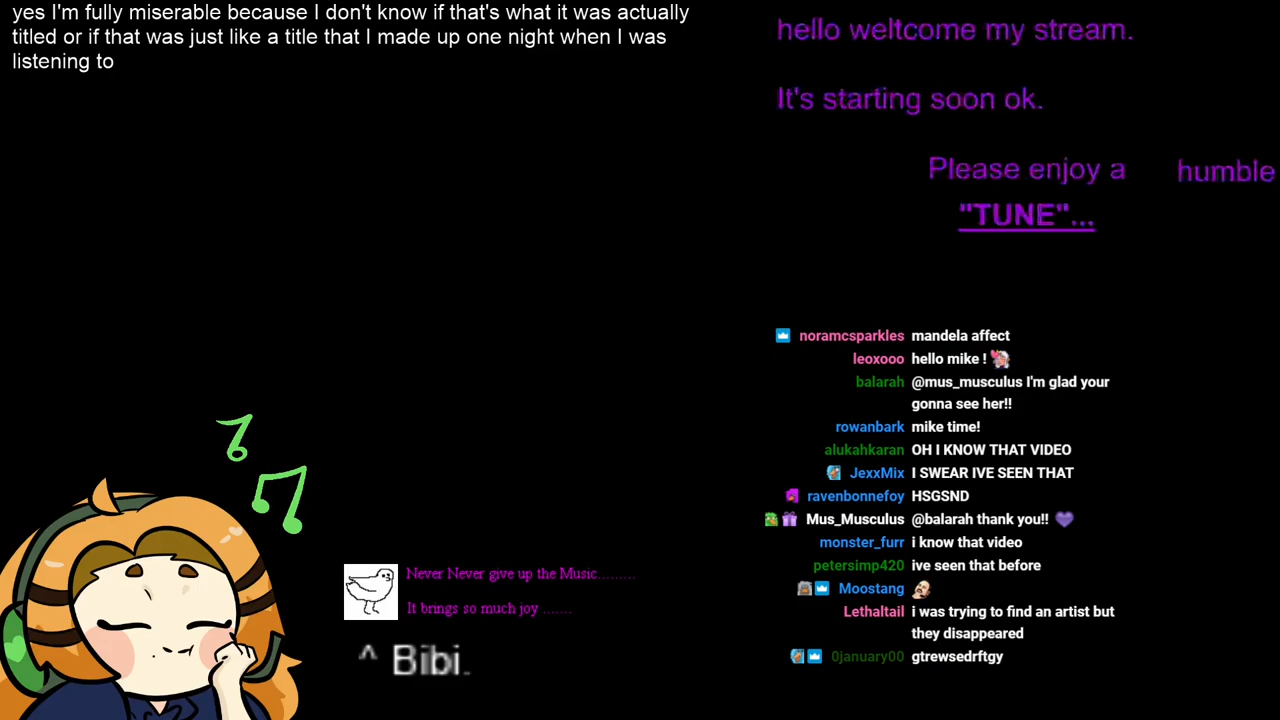 yes I'm fully miserable because I don't know if that's what it was actually
titled or if that was just like a title that I made up one night when I was
listening to
hello weltcome my stream.
It's starting soon ok.
Please enjoy a humble
"TUNE"...
noramcsparkles mandela affect
leoxooo hello mike !
balarah @mus_musculus I'm glad your
gonna see her!!
rowanbark mike time!
alukahkaran OH I KNOW THAT VIDEO
JexxMix I SWEAR IVE SEEN THAT
ravenbonnefoy HSGSND
Mus_Musculus @balarah thank you!!
monster_furr i know that video
petersimp420 ive seen that before
Moostang
Lethaltail i was trying to find an artist but
they disappeared
0january00 gtrewsedrftgy
Never Never give up the Music.........
It brings so much joy .......
^ Bibi.